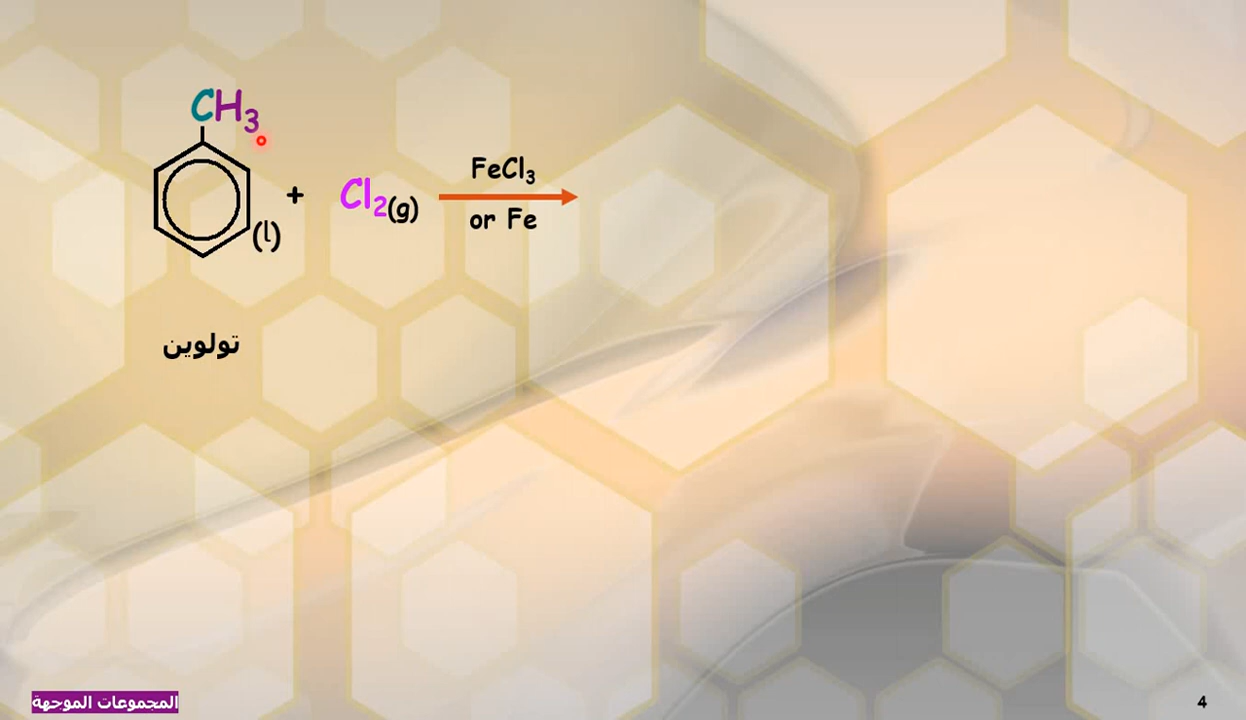 CH3
+ Cl2(g)
FeCl3
or Fe
(l)
تولوين
المجموعات الموجهة
4